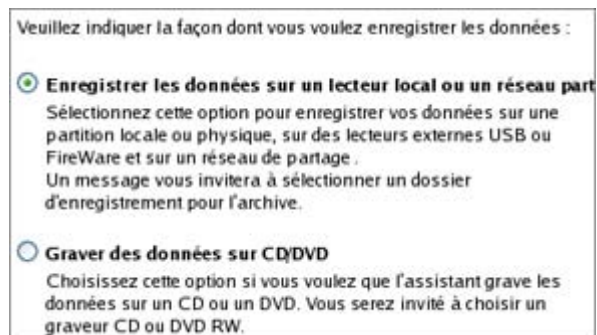 Veuillez indiquer la façon dont vous voulez enregistrer les données :
Enregistrer les données sur un lecteur local ou un réseau part
Sélectionnez cette option pour enregistrer vos données sur une
partition locale ou physique, sur des lecteurs externes USB ou
FireWare et sur un réseau de partage .
Un message vous invitera à sélectionner un dossier
d'enregistrement pour l'archive.
Graver des données sur CD/DVD
Choisissez cette option si vous voulez que l'assistant grave les
données sur un CD ou un DVD. Vous serez invité à choisir un
graveur CD ou DVD RW.